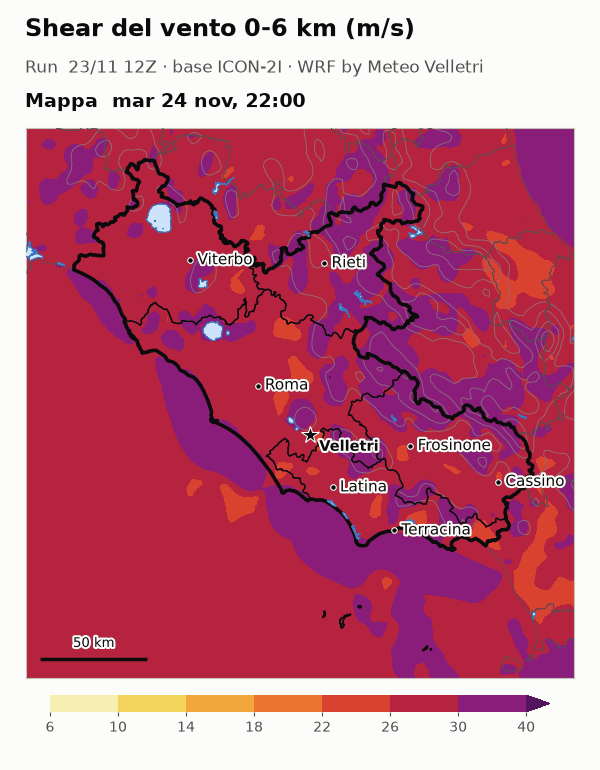 Shear del vento 0-6 km (m/s)
Run  23/11 12Z · base ICON-2I · WRF by Meteo Velletri
Mappa  mar 24 nov, 22:00
Viterbo
Rieti
Roma
Velletri
Frosinone
Latina
Cassino
Terracina
50 km
6 10 14 18 22 26 30 40